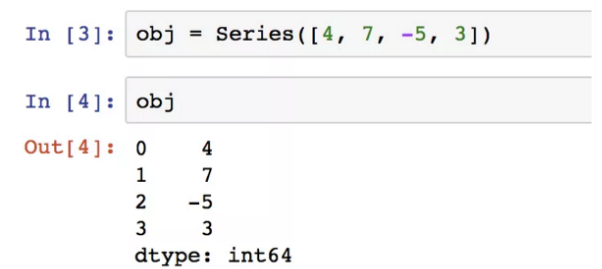 In [3]: obj = Series([4, 7, -5, 3])
In [4]: obj
Out[4]: 0 4
1 7
2 -5
3 3
dtype: int64